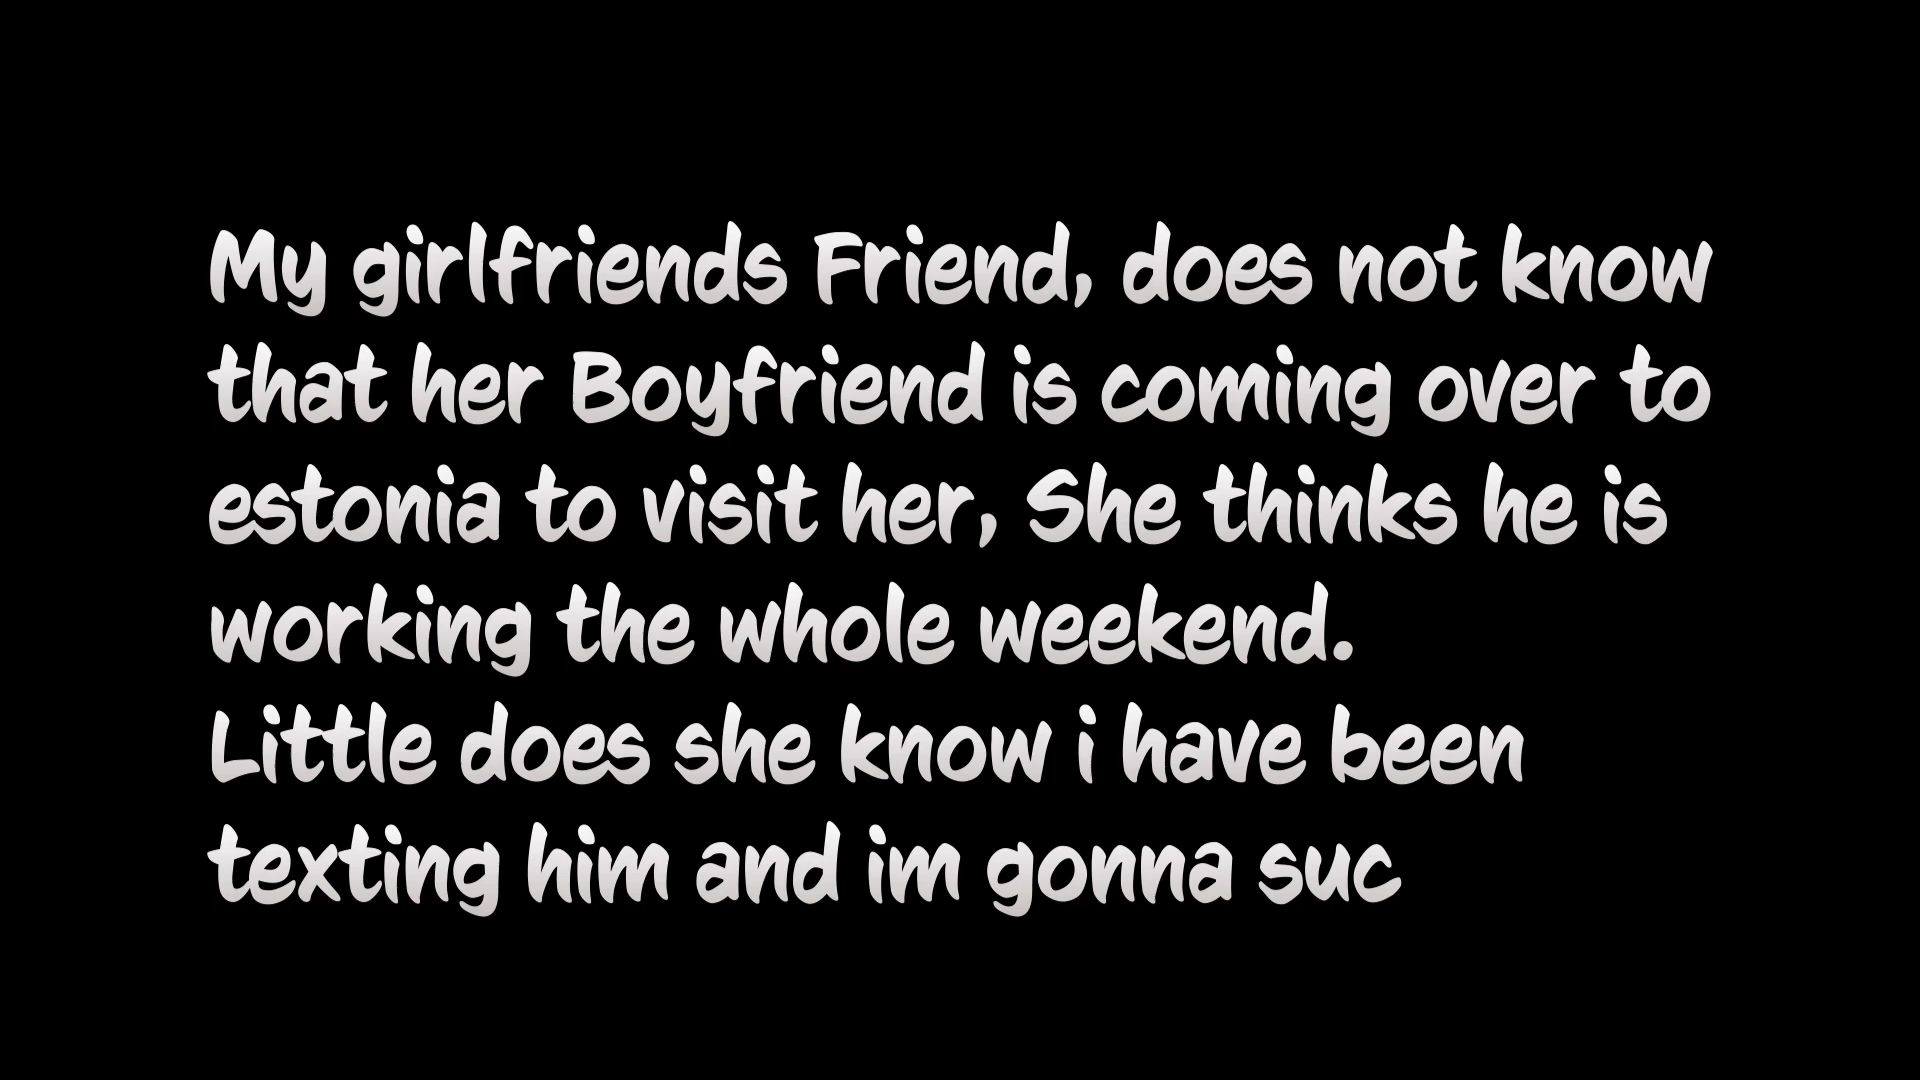 My girlfriends Friend, does not know
that her Boyfriend is coming over to
estonia to visit her, She thinks he is
working the whole weekend.
Little does she know i have been
texting him and im gonna suc